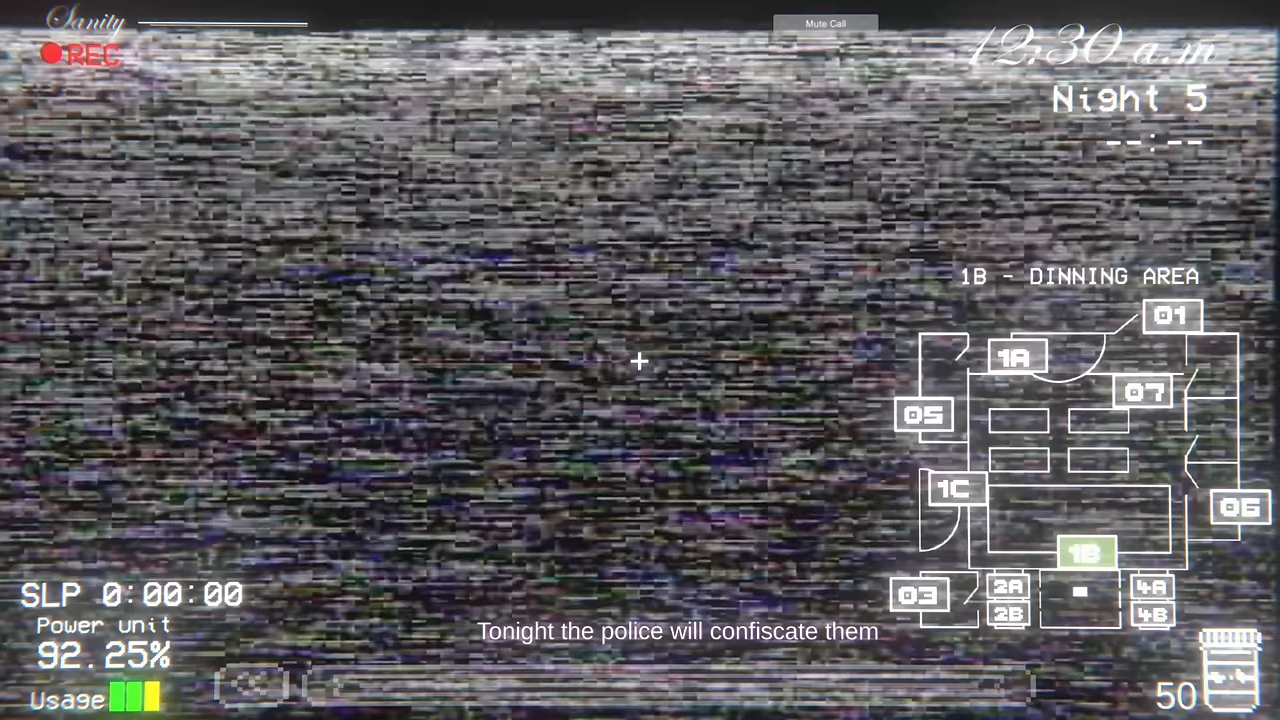 Sanity
REC
Mute Call
12:30 a.m
Night 5
--:--
1B - DINNING AREA
01
1A
07
05
1C
06
1B
03
2A
4A
2B
4B
SLP 0:00:00
Power unit
92.25%
Usage
Tonight the police will confiscate them
50